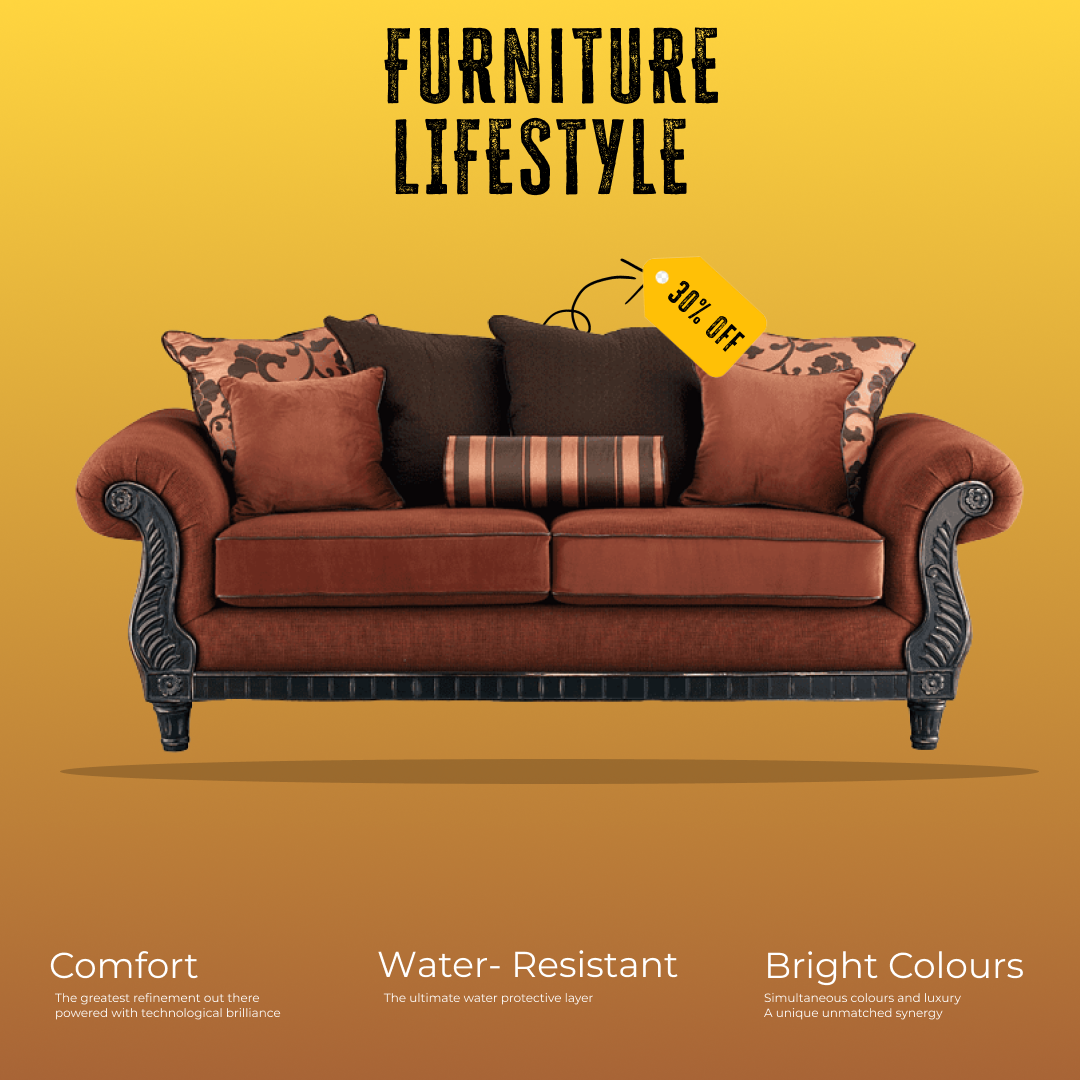 FURNITURE
LIFESTYLE
30% OFF
Comfort
The greatest refinement out there
powered with technological brilliance
Water- Resistant
The ultimate water protective layer
Bright Colours
Simultaneous colours and luxury
A unique unmatched synergy